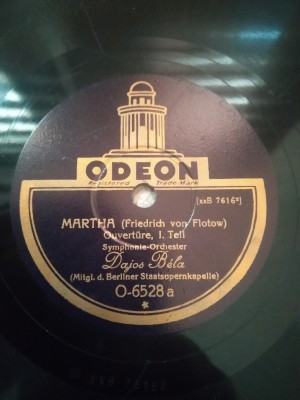 ODEON
Registered Trade Mark
[xxB 7616²]
MARTHA (Friedrich von Flotow)
Ouvertüre, I. Teil
Symphonie-Orchester
Dajos Béla
(Mitgl. d. Berliner Staatsopernkapelle)
O-6528 a
*